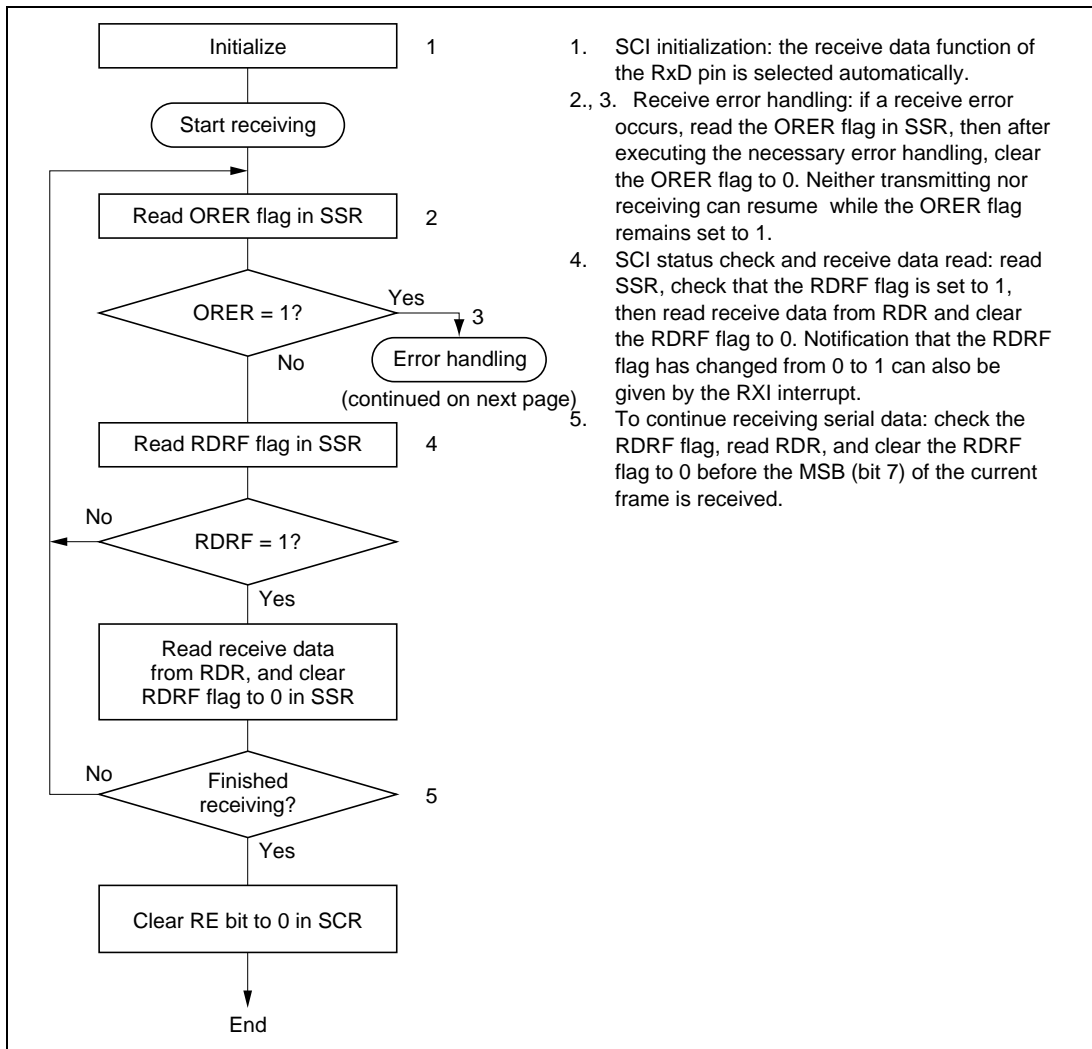 Initialize
1
Start receiving
Read ORER flag in SSR
2
ORER = 1?
Yes
3
No
Error handling
(continued on next page)
Read RDRF flag in SSR
4
No
RDRF = 1?
Yes
Read receive data
from RDR, and clear
RDRF flag to 0 in SSR
No
Finished
receiving?
5
Yes
Clear RE bit to 0 in SCR
End
1. SCI initialization: the receive data function of
the RxD pin is selected automatically.
2., 3. Receive error handling: if a receive error
occurs, read the ORER flag in SSR, then after
executing the necessary error handling, clear
the ORER flag to 0. Neither transmitting nor
receiving can resume while the ORER flag
remains set to 1.
4. SCI status check and receive data read: read
SSR, check that the RDRF flag is set to 1,
then read receive data from RDR and clear
the RDRF flag to 0. Notification that the RDRF
flag has changed from 0 to 1 can also be
given by the RXI interrupt.
5. To continue receiving serial data: check the
RDRF flag, read RDR, and clear the RDRF
flag to 0 before the MSB (bit 7) of the current
frame is received.